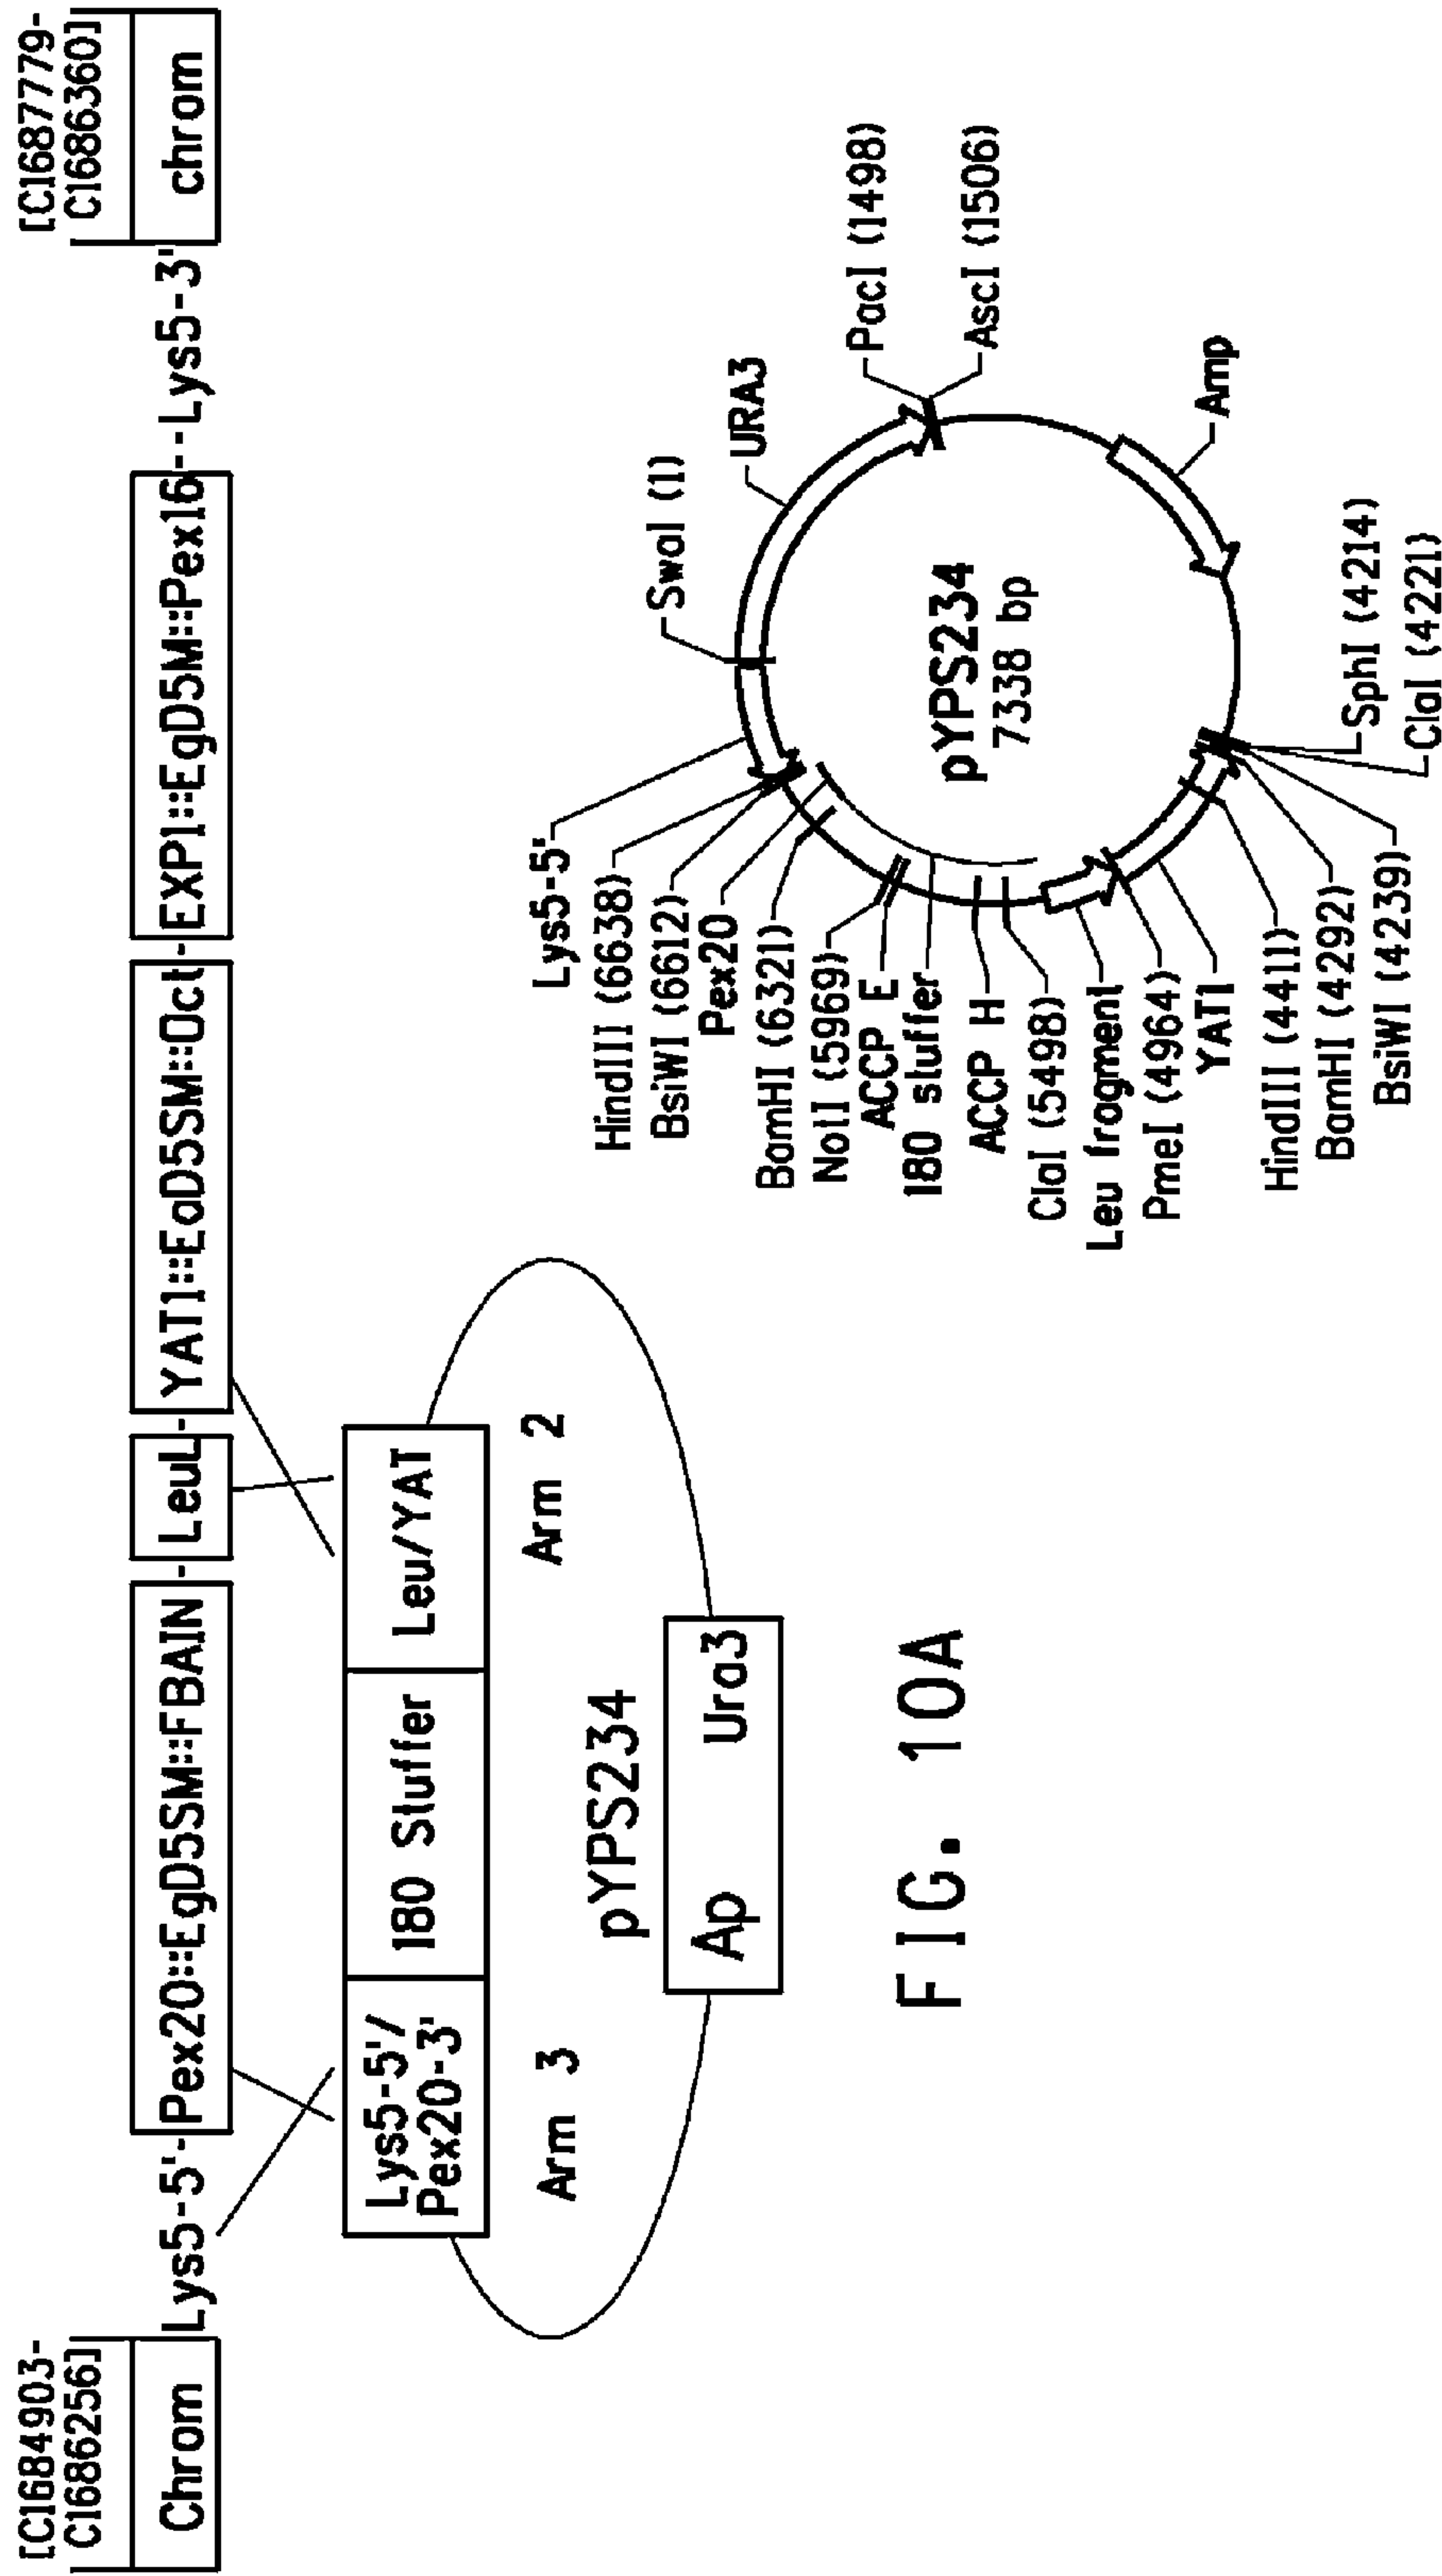 [C1684903-
C1686256]
Chrom
Lys5-5'-
Pex20::EgD5SM::FBAIN
-
LeuL
-
YAT1::EaD5SM::Oct
-
EXP1::EgD5M::Pex16
--Lys5-3'
[C1687779-
C1686360]
chrom
Lys5-5'/
Pex20-3'
180 Stuffer
Leu/YAT
Arm 3
Arm 2
pYPS234
Ap
Ura3
FIG. 10A
Lys5-5'
HindIII (6638)
BsiWI (6612)
Pex20
BamHI (6321)
NotI (5969)
ACCP E
180 stuffer
ACCP H
ClaI (5498)
Leu fragment
PmeI (4964)
YAT1
HindIII (4411)
BamHI (4292)
BsiWI (4239)
SwaI (1)
URA3
PacI (1498)
AscI (1506)
Amp
SphI (4214)
ClaI (4221)
pYPS234
7338 bp